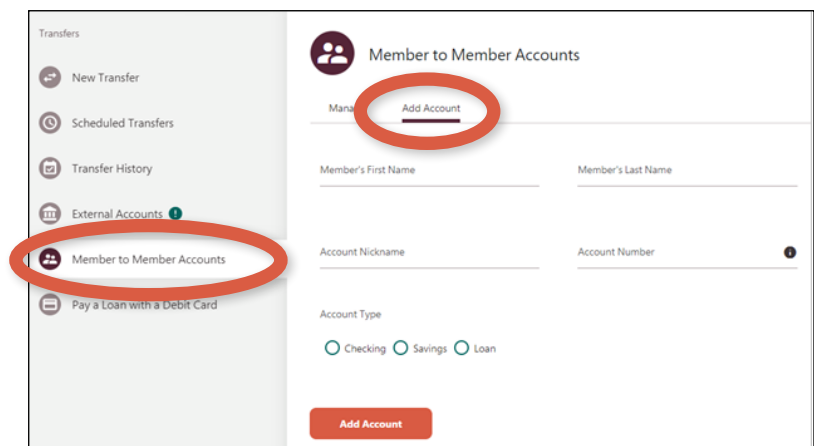 Transfers
New Transfer
Scheduled Transfers
Transfer History
External Accounts
Member to Member Accounts
Pay a Loan with a Debit Card
Member to Member Accounts
Add Account
Member's First Name
Member's Last Name
Account Nickname
Account Number
Account Type
Checking Savings Loan
Add Account